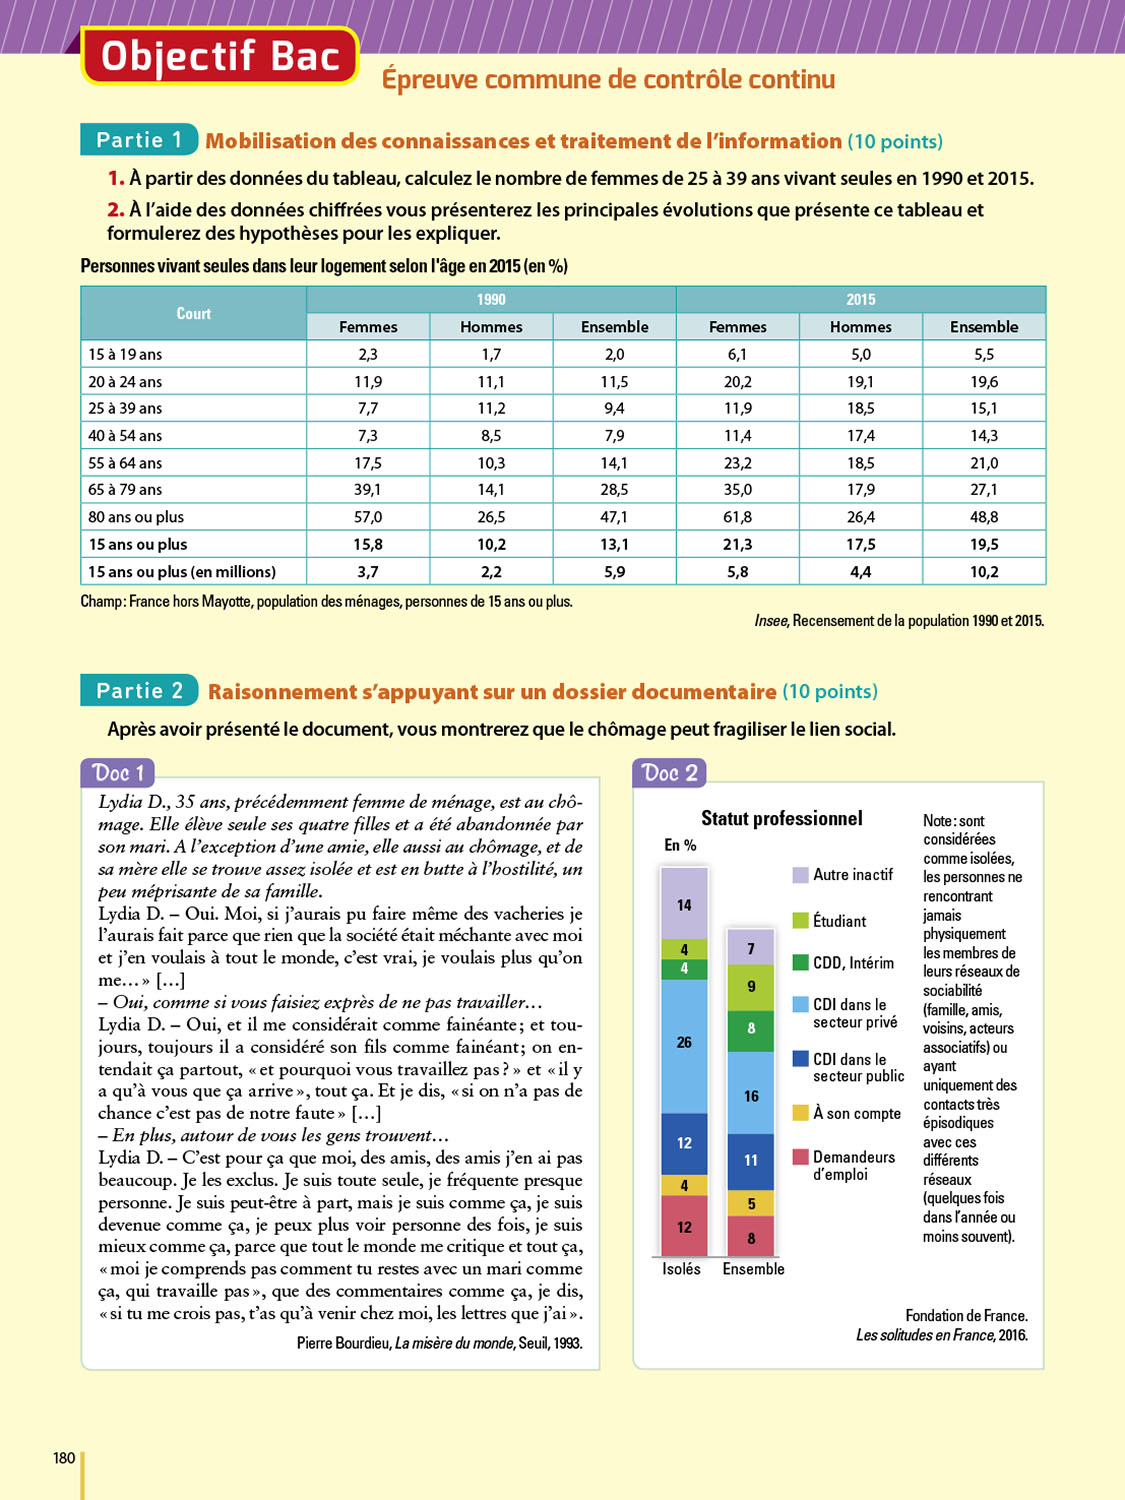 Objectif Bac
Épreuve commune de contrôle continu
Partie 1 Mobilisation des connaissances et traitement de l'information (10 points)
1. À partir des données du tableau, calculez le nombre de femmes de 25 à 39 ans vivant seules en 1990 et 2015.
2. À l'aide des données chiffrées vous présenterez les principales évolutions que présente ce tableau et
formulerez des hypothèses pour les expliquer.
Personnes vivant seules dans leur logement selon l'âge en 2015 (en %)
Court 1990 2015
Femmes Hommes Ensemble Femmes Hommes Ensemble
15 à 19 ans 2,3 1,7 2,0 6,1 5,0 5,5
20 à 24 ans 11,9 11,1 11,5 20,2 19,1 19,6
25 à 39 ans 7,7 11,2 9,4 11,9 18,5 15,1
40 à 54 ans 7,3 8,5 7,9 11,4 17,4 14,3
55 à 64 ans 17,5 10,3 14,1 23,2 18,5 21,0
65 à 79 ans 39,1 14,1 28,5 35,0 17,9 27,1
80 ans ou plus 57,0 26,5 47,1 61,8 26,4 48,8
15 ans ou plus 15,8 10,2 13,1 21,3 17,5 19,5
15 ans ou plus (en millions) 3,7 2,2 5,9 5,8 4,4 10,2
Champ : France hors Mayotte, population des ménages, personnes de 15 ans ou plus.
Insee, Recensement de la population 1990 et 2015.
Partie 2 Raisonnement s'appuyant sur un dossier documentaire (10 points)
Après avoir présenté le document, vous montrerez que le chômage peut fragiliser le lien social.
Doc 1
Lydia D., 35 ans, précédemment femme de ménage, est au chô-
mage. Elle élève seule ses quatre filles et a été abandonnée par
son mari. A l'exception d'une amie, elle aussi au chômage, et de
sa mère elle se trouve assez isolée et est en butte à l'hostilité, un
peu méprisante de sa famille.
Lydia D. – Oui. Moi, si j'aurais pu faire même des vacheries je
l'aurais fait parce que rien que la société était méchante avec moi
et j'en voulais à tout le monde, c'est vrai, je voulais plus qu'on
me… » […]
– Oui, comme si vous faisiez exprès de ne pas travailler…
Lydia D. – Oui, et il me considérait comme fainéante ; et tou-
jours, toujours il a considéré son fils comme fainéant ; on en-
tendait ça partout, « et pourquoi vous travaillez pas ? » et « il y
a qu'à vous que ça arrive », tout ça. Et je dis, « si on n'a pas de
chance c'est pas de notre faute » […]
– En plus, autour de vous les gens trouvent…
Lydia D. – C'est pour ça que moi, des amis, des amis j'en ai pas
beaucoup. Je les exclus. Je suis toute seule, je fréquente presque
personne. Je suis peut-être à part, mais je suis comme ça, je suis
devenue comme ça, je peux plus voir personne des fois, je suis
mieux comme ça, parce que tout le monde me critique et tout ça,
« moi je comprends pas comment tu restes avec un mari comme
ça, qui travaille pas », que des commentaires comme ça, je dis,
« si tu me crois pas, t'as qu'à venir chez moi, les lettres que j'ai ».
Pierre Bourdieu, La misère du monde, Seuil, 1993.
Doc 2
Statut professionnel
En %
14
4
4
26
12
4
12
Isolés
7
9
8
16
11
5
8
Ensemble
Autre inactif
Étudiant
CDD, Intérim
CDI dans le
secteur privé
CDI dans le
secteur public
À son compte
Demandeurs
d'emploi
Note : sont
considérées
comme isolées,
les personnes ne
rencontrant
jamais
physiquement
les membres de
leurs réseaux de
sociabilité
(famille, amis,
voisins, acteurs
associatifs) ou
ayant
uniquement des
contacts très
épisodiques
avec ces
différents
réseaux
(quelques fois
dans l'année ou
moins souvent).
Fondation de France.
Les solitudes en France, 2016.
180